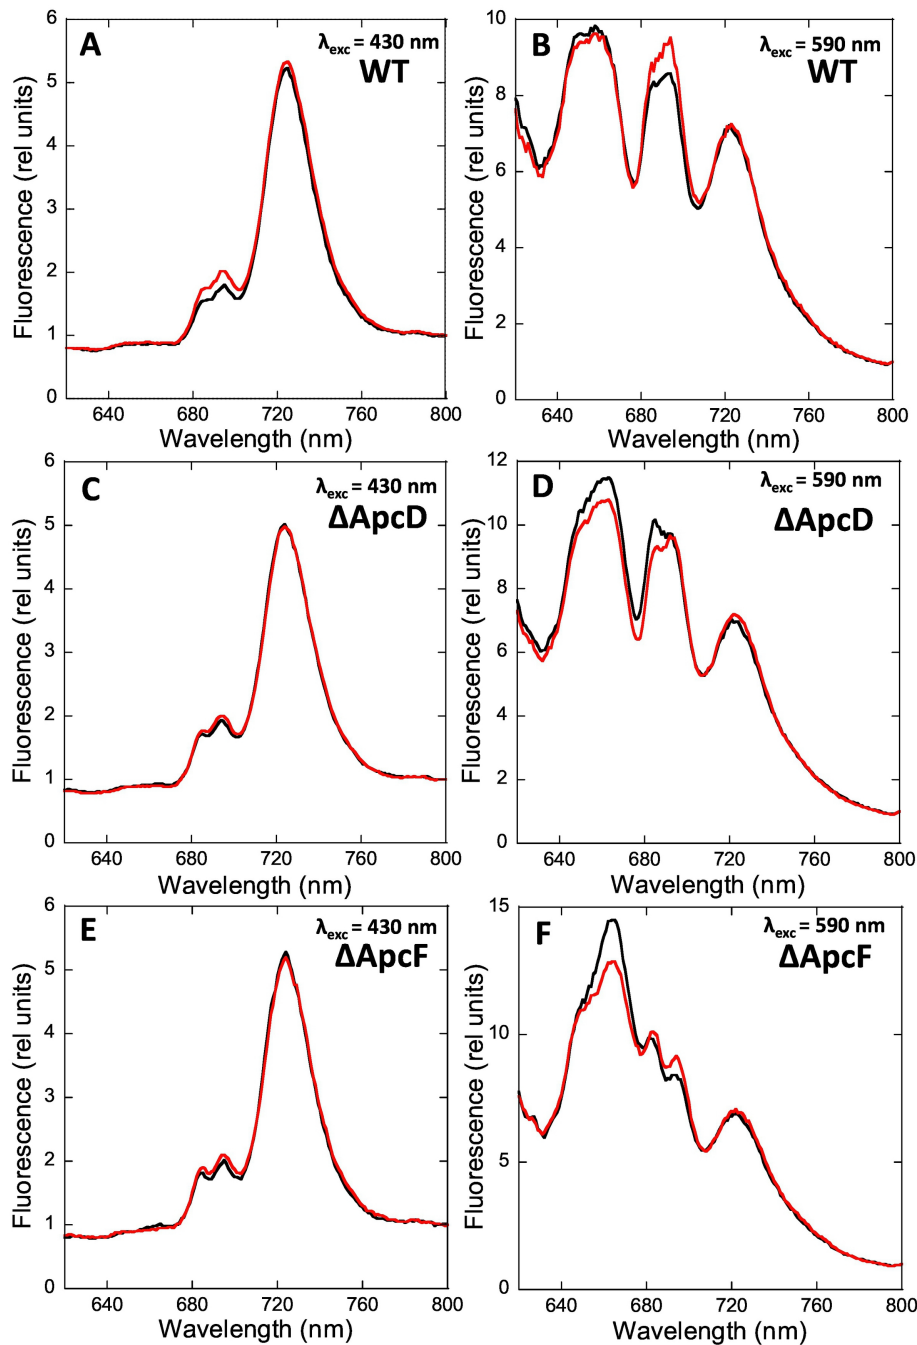 A
λexc = 430 nm
WT
Fluorescence (rel units)
6
5
4
3
2
1
0
640 680 720 760 800
Wavelength (nm)
B
λexc = 590 nm
WT
Fluorescence (rel units)
10
8
6
4
2
0
640 680 720 760 800
Wavelength (nm)
C
λexc = 430 nm
ΔApcD
Fluorescence (rel units)
6
5
4
3
2
1
0
640 680 720 760 800
Wavelength (nm)
D
λexc = 590 nm
ΔApcD
Fluorescence (rel units)
12
10
8
6
4
2
0
640 680 720 760 800
Wavelength (nm)
E
λexc = 430 nm
ΔApcF
Fluorescence (rel units)
6
5
4
3
2
1
0
640 680 720 760 800
Wavelength (nm)
F
λexc = 590 nm
ΔApcF
Fluorescence (rel units)
15
10
5
0
640 680 720 760 800
Wavelength (nm)